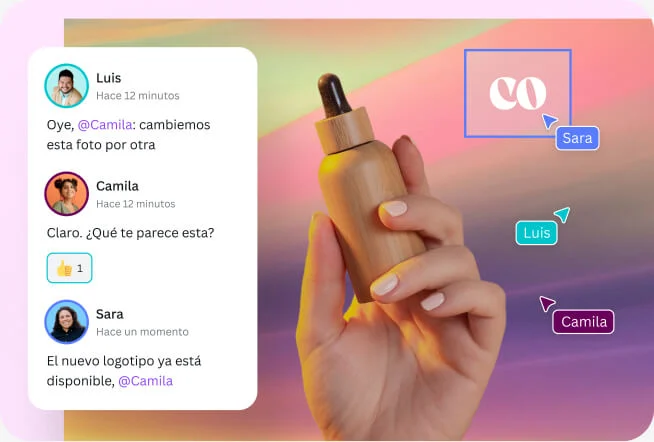 Luis
Hace 12 minutos
Oye, @Camila: cambiemos
esta foto por otra
Camila
Hace 12 minutos
Claro. ¿Qué te parece esta?
👍 1
Sara
Hace un momento
El nuevo logotipo ya está
disponible, @Camila
co
Sara
Luis
Camila